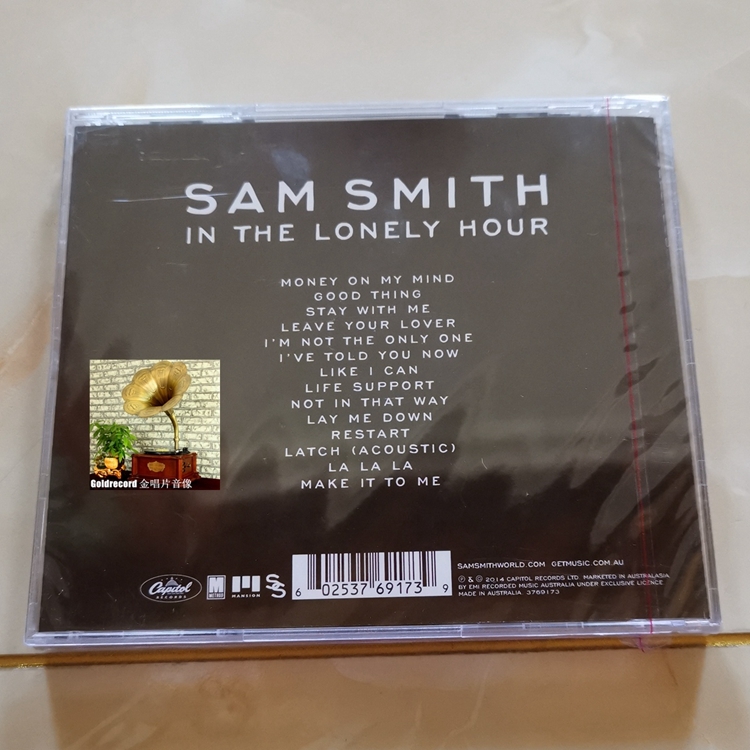 SAM SMITH
IN THE LONELY HOUR
MONEY ON MY MIND
GOOD THING
STAY WITH ME
LEAVE YOUR LOVER
I'M NOT THE ONLY ONE
I'VE TOLD YOU NOW
LIKE I CAN
LIFE SUPPORT
NOT IN THAT WAY
LAY ME DOWN
RESTART
LATCH (ACOUSTIC)
LA LA LA
MAKE IT TO ME
Goldrecord 金唱片音像
Capitol
RECORDS
METHOD
MANSION
SS
6 02537 69173 9
SAMSMITHWORLD.COM GETMUSIC.COM.AU
℗ & © 2014 CAPITOL RECORDS LTD. MARKETED IN AUSTRALASIA
BY EMI RECORDED MUSIC AUSTRALIA UNDER EXCLUSIVE LICENCE
MADE IN AUSTRALIA. 3769173